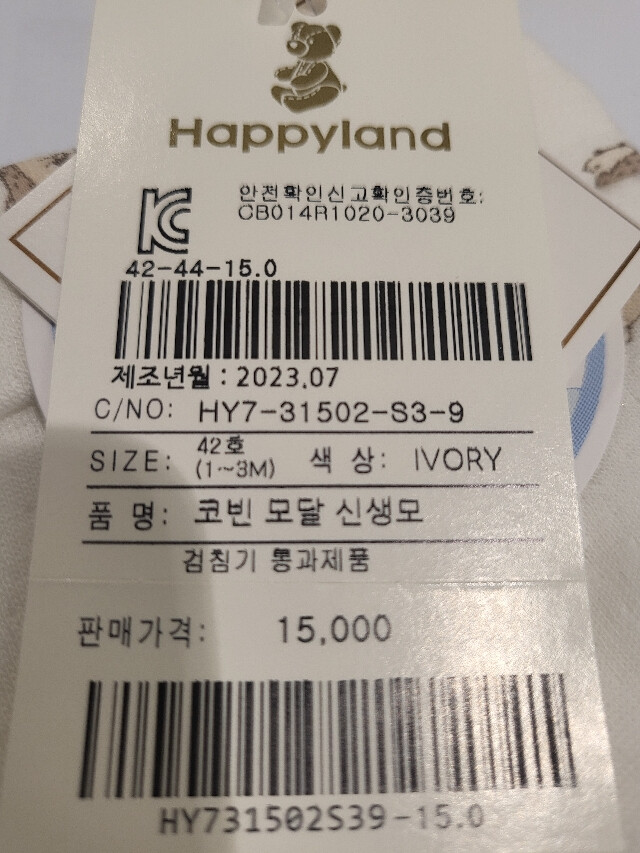 Happyland
안전확인신고확인증번호:
CB014R1020-3039
42-44-15.0
제조년월 : 2023.07
C/NO: HY7-31502-S3-9
SIZE: 42호 (1~3M) 색 상: IVORY
품 명: 코빈 모달 신생모
검침기 통과제품
판매가격: 15,000
HY731502S39-15.0